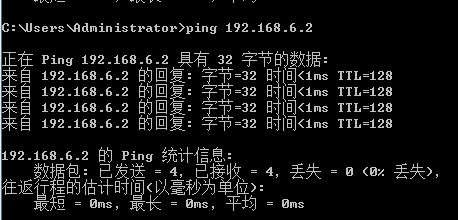 C:\Users\Administrator>ping 192.168.6.2
正在 Ping 192.168.6.2 具有 32 字节的数据:
来自 192.168.6.2 的回复: 字节=32 时间<1ms TTL=128
来自 192.168.6.2 的回复: 字节=32 时间<1ms TTL=128
来自 192.168.6.2 的回复: 字节=32 时间<1ms TTL=128
来自 192.168.6.2 的回复: 字节=32 时间<1ms TTL=128
192.168.6.2 的 Ping 统计信息:
数据包: 已发送 = 4, 已接收 = 4, 丢失 = 0 (0% 丢失),
往返行程的估计时间(以毫秒为单位):
最短 = 0ms, 最长 = 0ms, 平均 = 0ms